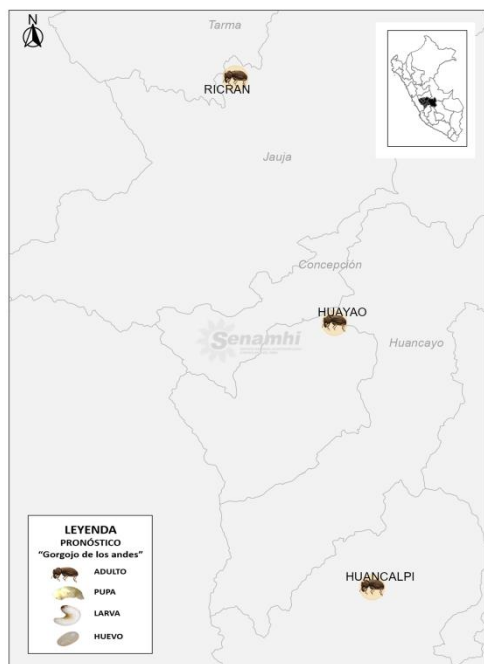 N
Tarma
RICRAN
Jauja
Concepción
HUAYAO
Senamhi
Huancayo
HUANCALPI
LEYENDA
PRONÓSTICO
“Gorgojo de los andes”
ADULTO
PUPA
LARVA
HUEVO